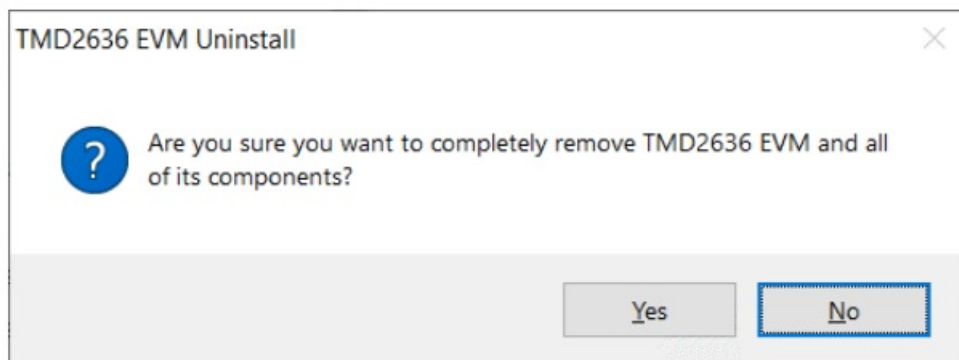 TMD2636 EVM Uninstall
?
Are you sure you want to completely remove TMD2636 EVM and all
of its components?
Yes
No